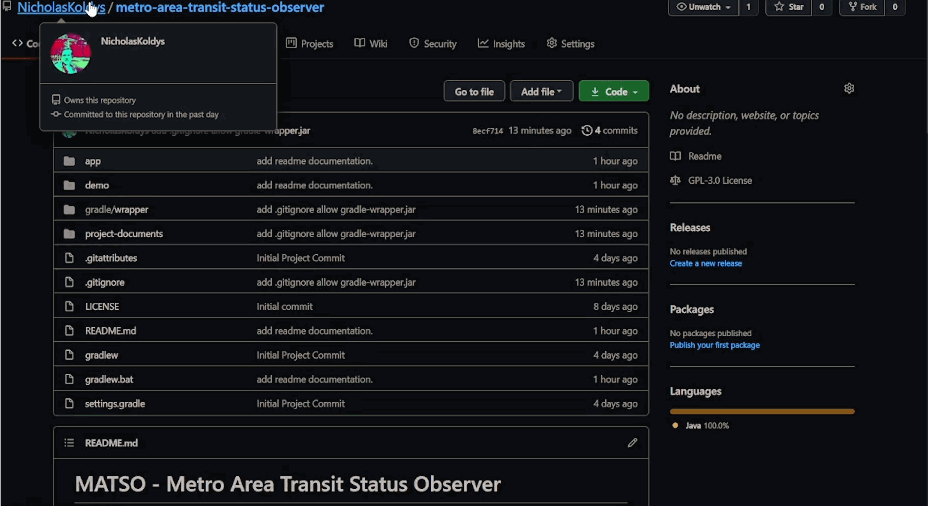 NicholasKoldys / metro-area-transit-status-observer
Unwatch 1 Star 0 Fork 0
<> Co
Projects Wiki Security Insights Settings
NicholasKoldys
Owns this repository
Committed to this repository in the past day
Go to file Add file Code
NicholasKoldys add .gitignore allow gradle-wrapper.jar 8ecf714 13 minutes ago 4 commits
app add readme documentation. 1 hour ago
demo add readme documentation. 1 hour ago
gradle/wrapper add .gitignore allow gradle-wrapper.jar 13 minutes ago
project-documents add .gitignore allow gradle-wrapper.jar 13 minutes ago
.gitattributes Initial Project Commit 4 days ago
.gitignore add .gitignore allow gradle-wrapper.jar 13 minutes ago
LICENSE Initial commit 8 days ago
README.md add readme documentation. 1 hour ago
gradlew Initial Project Commit 4 days ago
gradlew.bat add readme documentation. 1 hour ago
settings.gradle Initial Project Commit 4 days ago
README.md
MATSO - Metro Area Transit Status Observer
About
No description, website, or topics
provided.
Readme
GPL-3.0 License
Releases
No releases published
Create a new release
Packages
No packages published
Publish your first package
Languages
Java 100.0%